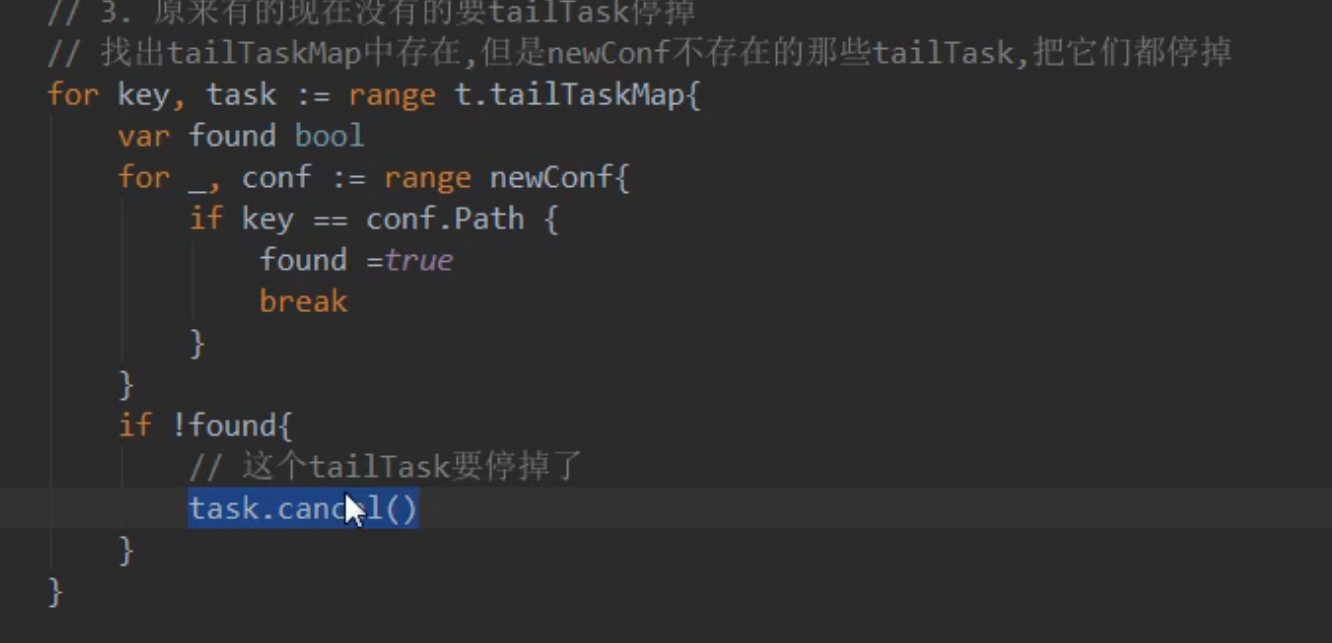 // 3. 原来有的现在没有的要tailTask停掉
// 找出tailTaskMap中存在,但是newConf不存在的那些tailTask,把它们都停掉
for key, task := range t.tailTaskMap{
var found bool
for _, conf := range newConf{
if key == conf.Path {
found =true
break
}
}
if !found{
// 这个tailTask要停掉了
task.cancel()
}
}